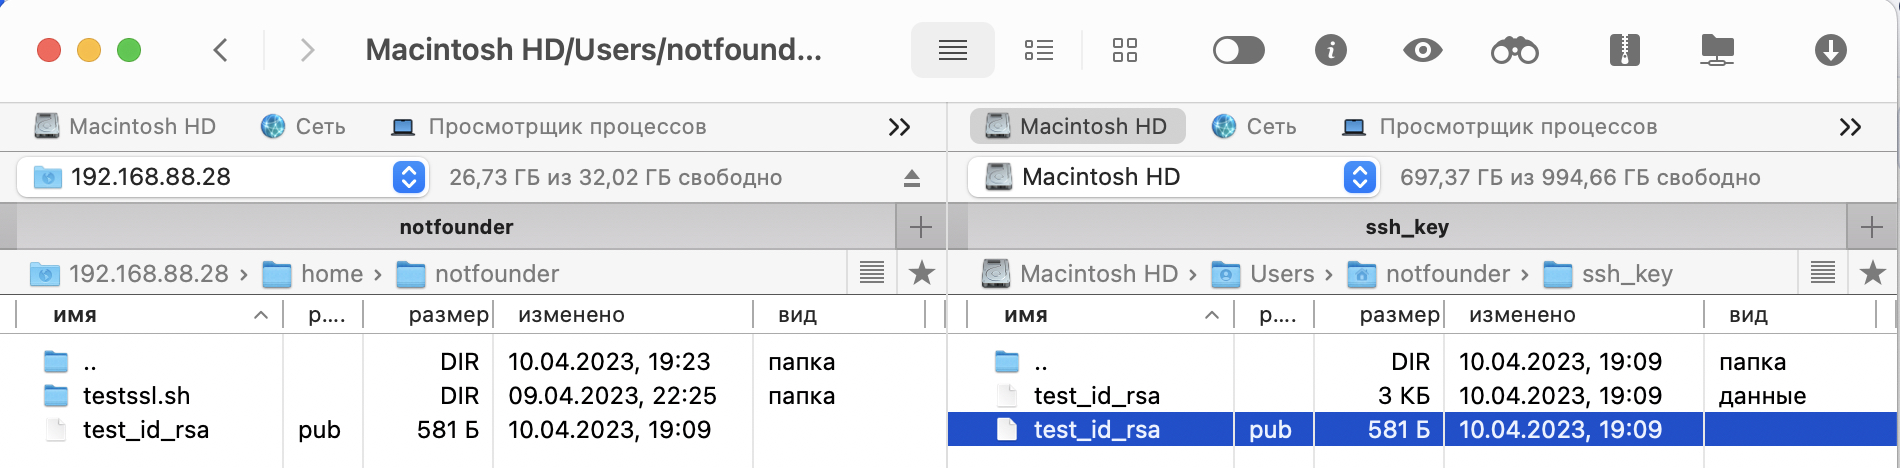 Macintosh HD/Users/notfound...
Macintosh HD Сеть Просмотрщик процессов
Macintosh HD Сеть Просмотрщик процессов
192.168.88.28 26,73 ГБ из 32,02 ГБ свободно
Macintosh HD 697,37 ГБ из 994,66 ГБ свободно
notfounder
ssh_key
192.168.88.28 › home › notfounder
Macintosh HD › Users › notfounder › ssh_key
имя р.... размер изменено вид
.. DIR 10.04.2023, 19:23 папка
testssl.sh DIR 09.04.2023, 22:25 папка
test_id_rsa pub 581 Б 10.04.2023, 19:09
имя р.... размер изменено вид
.. DIR 10.04.2023, 19:09 папка
test_id_rsa 3 КБ 10.04.2023, 19:09 данные
test_id_rsa pub 581 Б 10.04.2023, 19:09